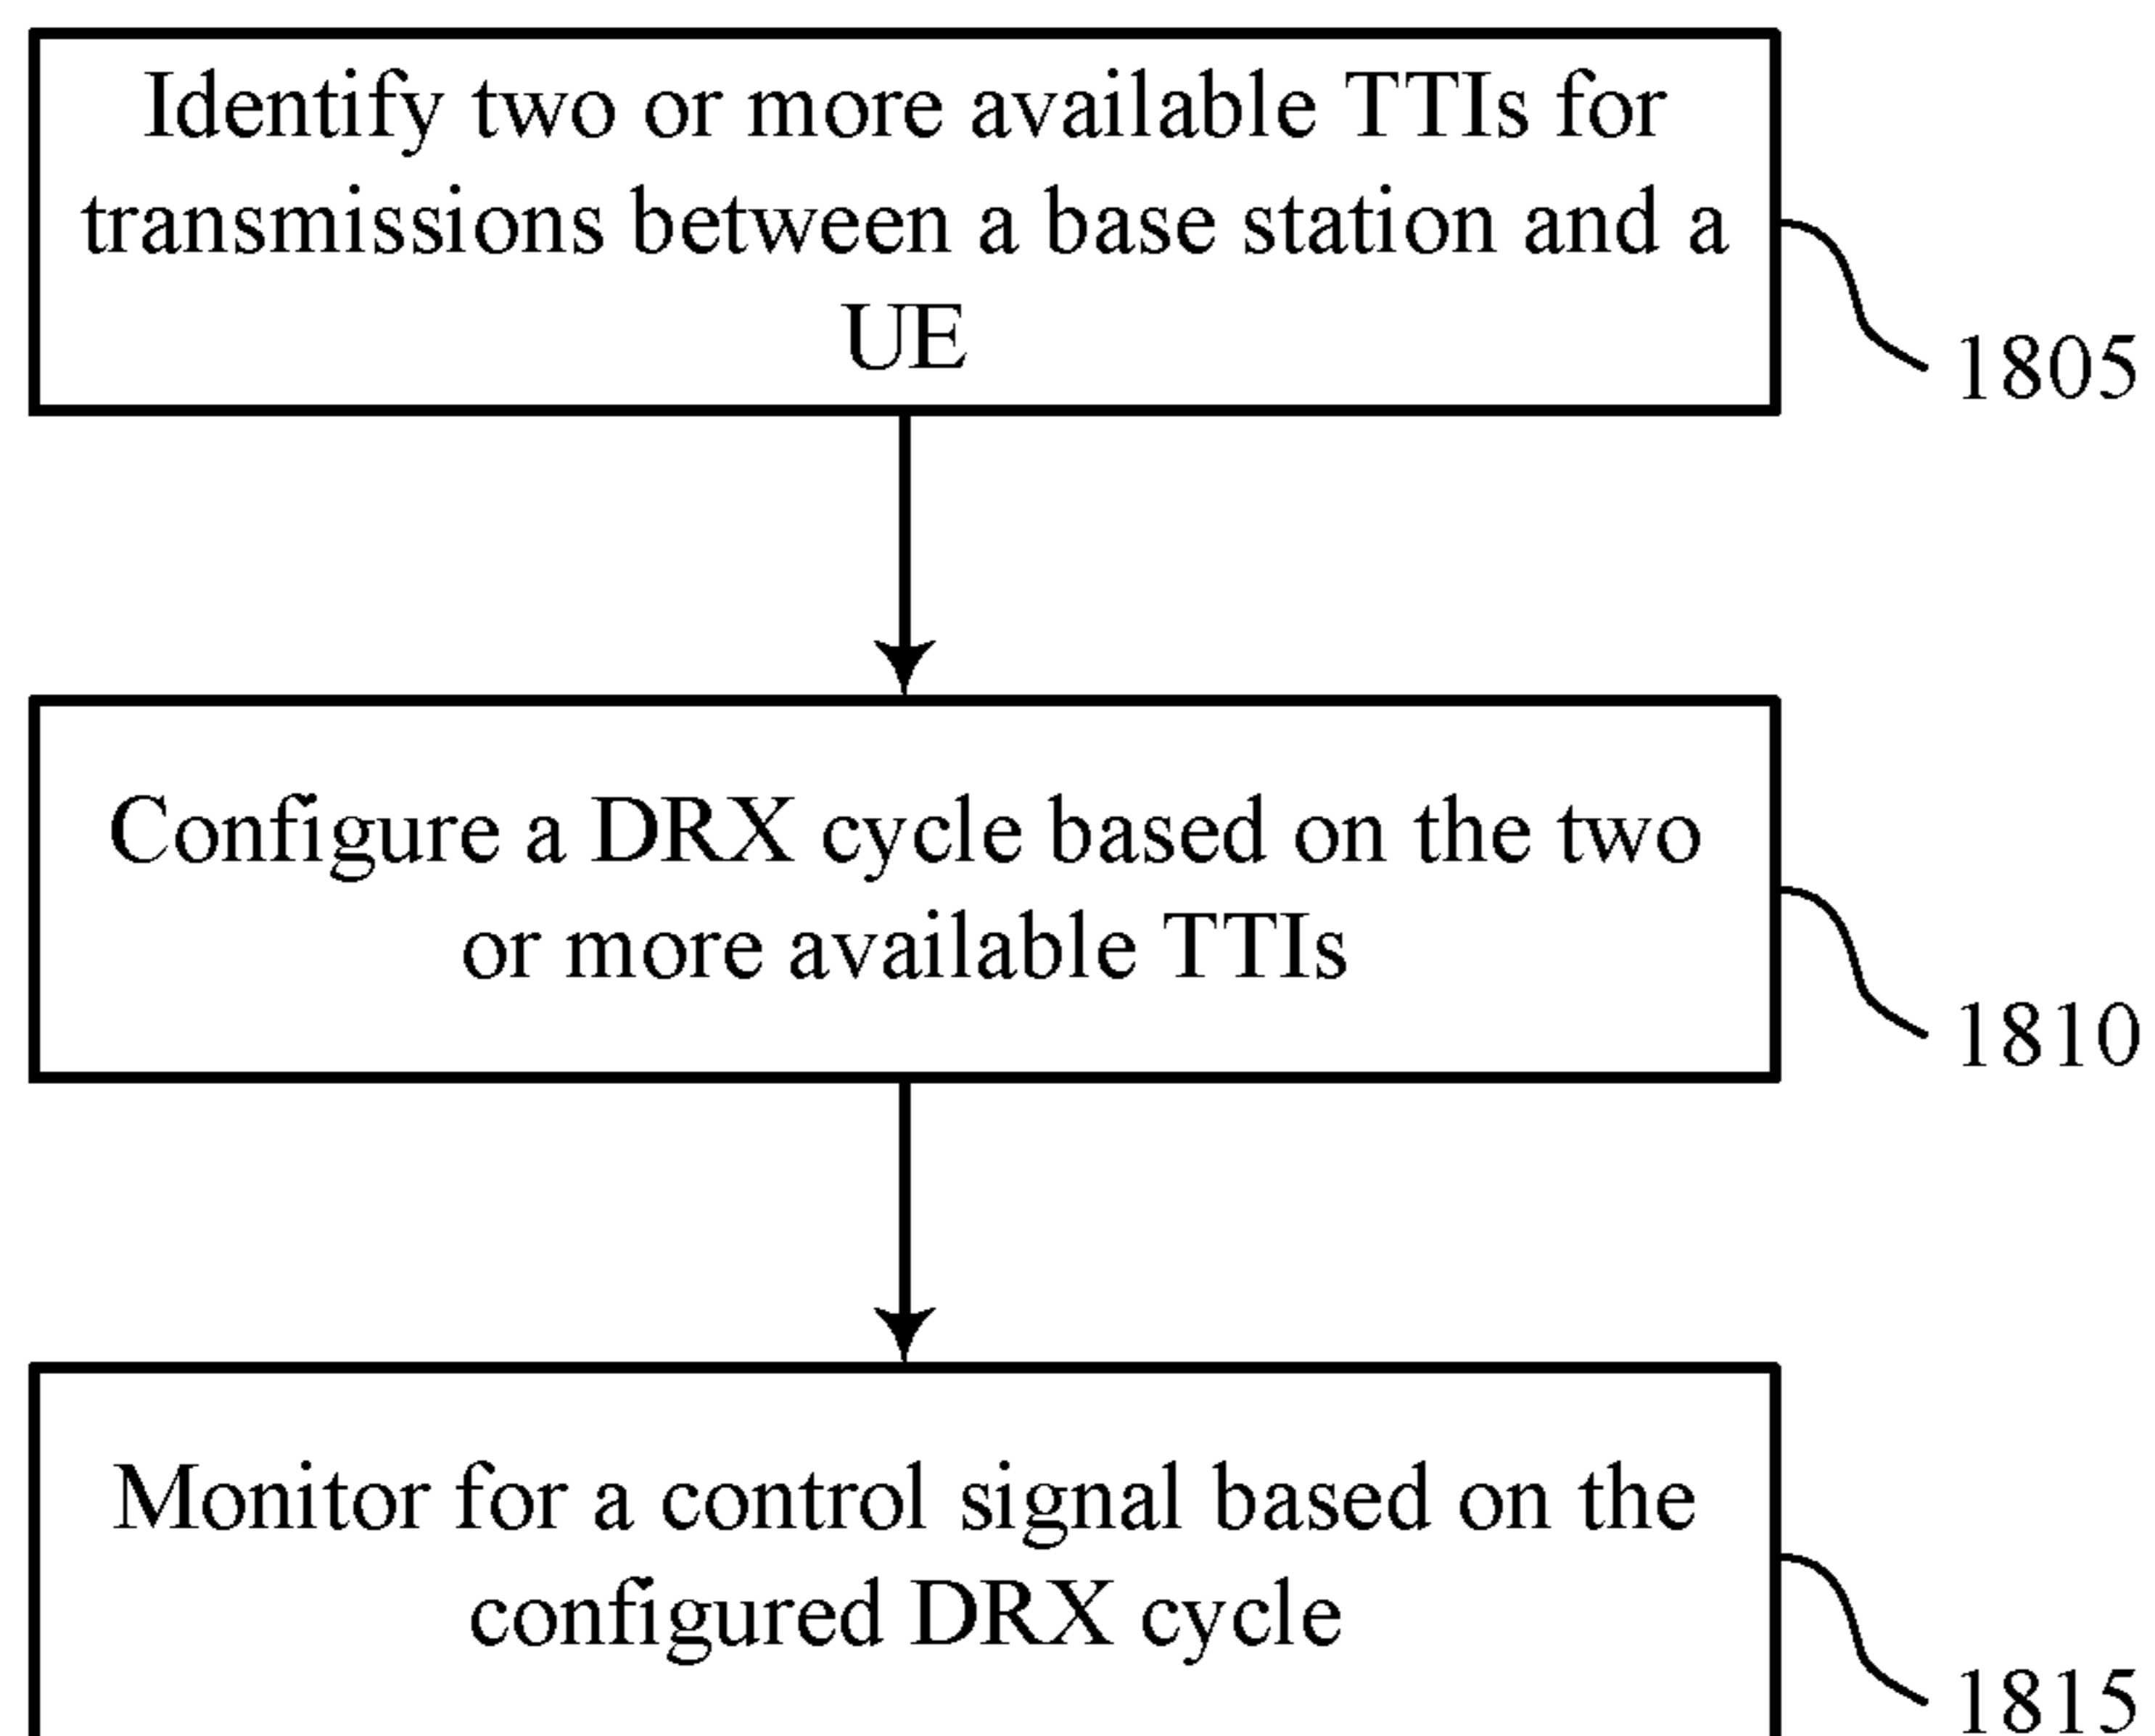 Identify two or more available TTIs for
transmissions between a base station and a
UE
1805
Configure a DRX cycle based on the two
or more available TTIs
1810
Monitor for a control signal based on the
configured DRX cycle
1815